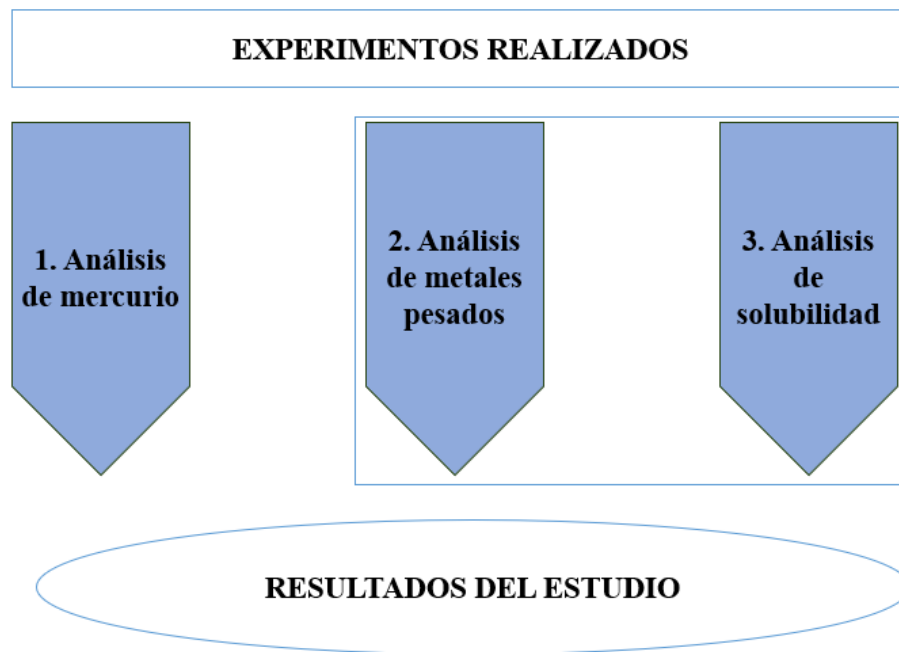 EXPERIMENTOS REALIZADOS
1. Análisis
de mercurio
2. Análisis
de metales
pesados
3. Análisis
de
solubilidad
RESULTADOS DEL ESTUDIO